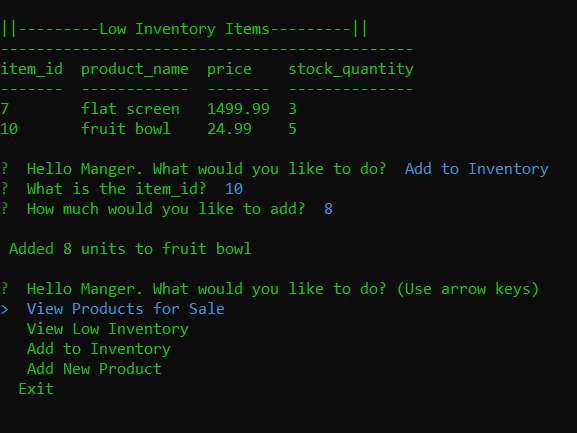 ||---------Low Inventory Items---------||
----------------------------------------------
item_id  product_name  price    stock_quantity
-------  ------------  -------  --------------
7        flat screen   1499.99  3
10       fruit bowl    24.99    5
?  Hello Manger. What would you like to do?  Add to Inventory
?  What is the item_id?  10
?  How much would you like to add?  8
Added 8 units to fruit bowl
?  Hello Manger. What would you like to do? (Use arrow keys)
>  View Products for Sale
View Low Inventory
Add to Inventory
Add New Product
Exit